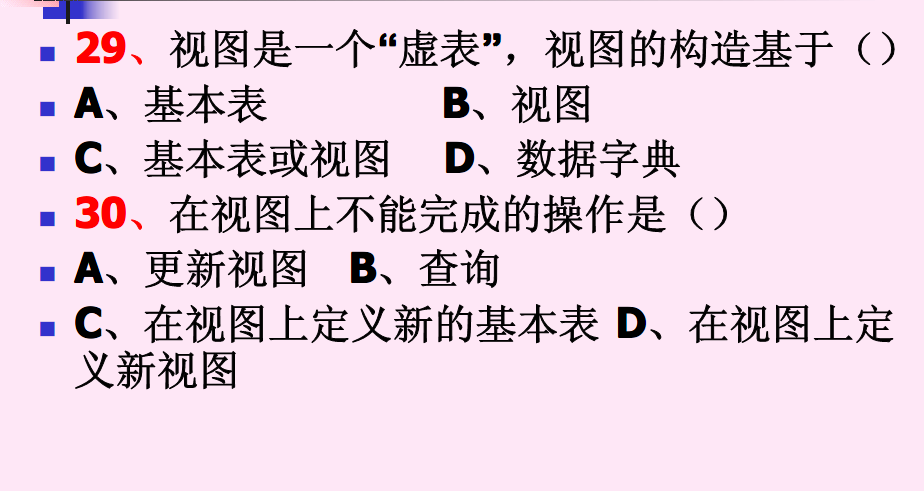 29、视图是一个“虚表”，视图的构造基于（）
A、基本表 B、视图
C、基本表或视图 D、数据字典
30、在视图上不能完成的操作是（）
A、更新视图 B、查询
C、在视图上定义新的基本表 D、在视图上定
义新视图